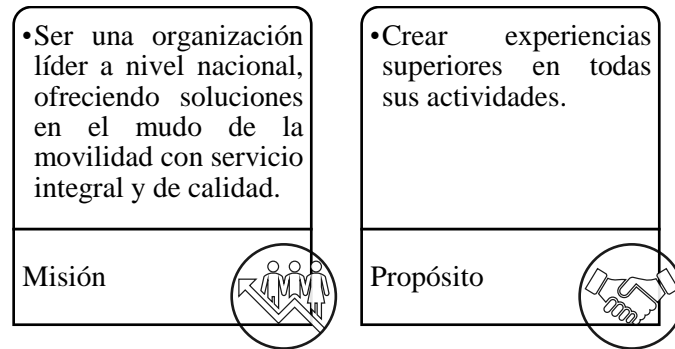 •Ser una organización
líder a nivel nacional,
ofreciendo soluciones
en el mudo de la
movilidad con servicio
integral y de calidad.
Misión
•Crear experiencias
superiores en todas
sus actividades.
Propósito